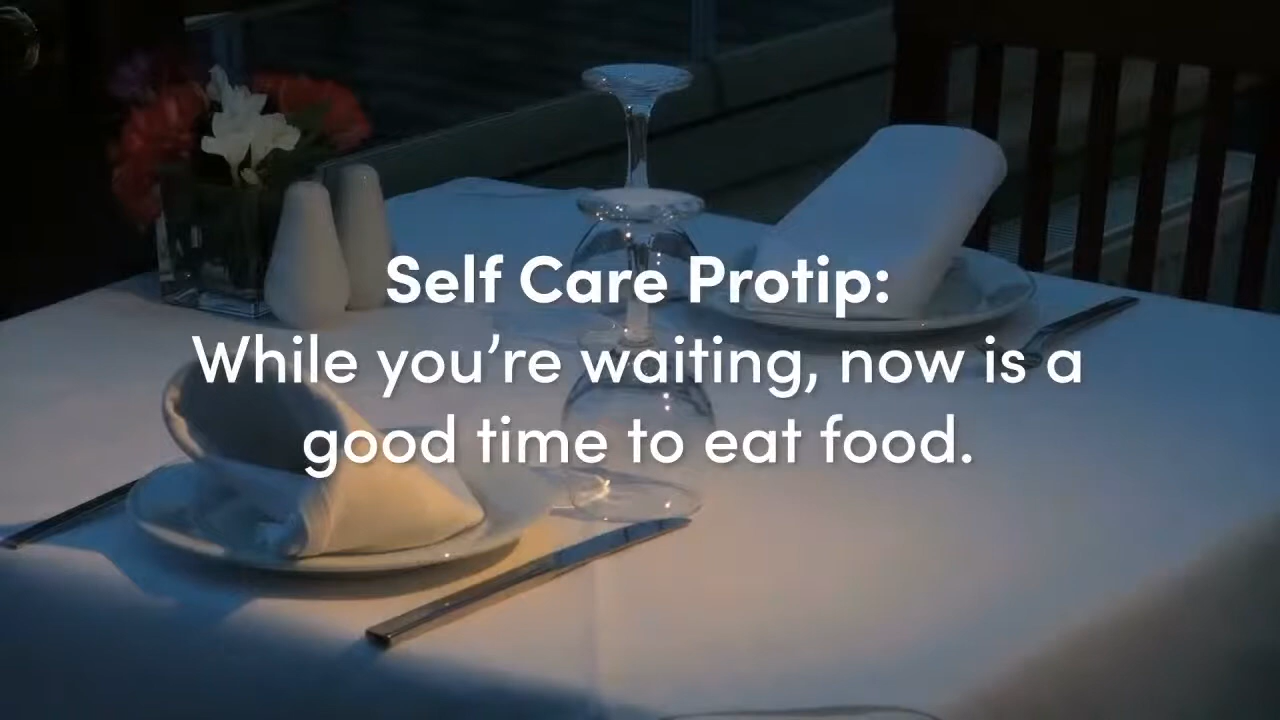 Self Care Protip:
While you’re waiting, now is a
good time to eat food.